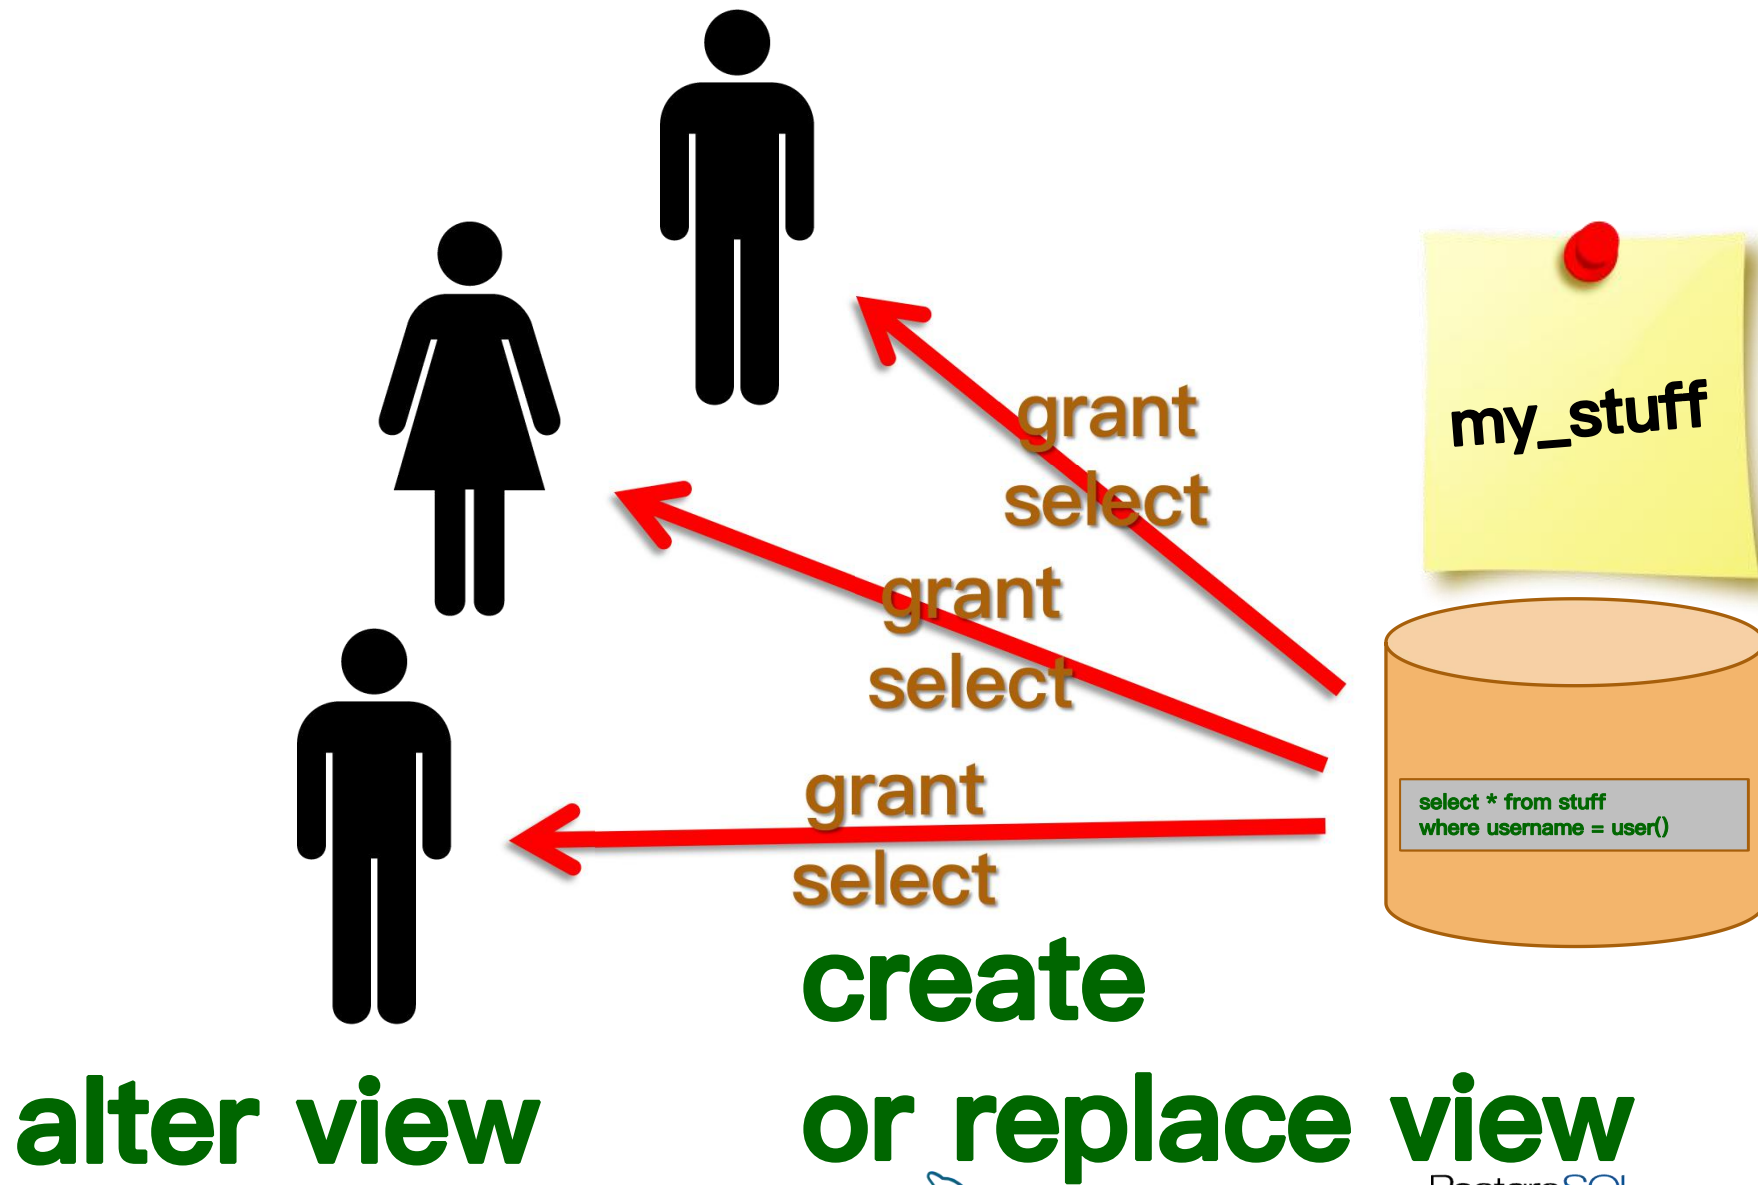 my_stuff
grant
select
grant
select
grant
select
select * from stuff
where username = user()
create
or replace view
alter view
PostgreSQL